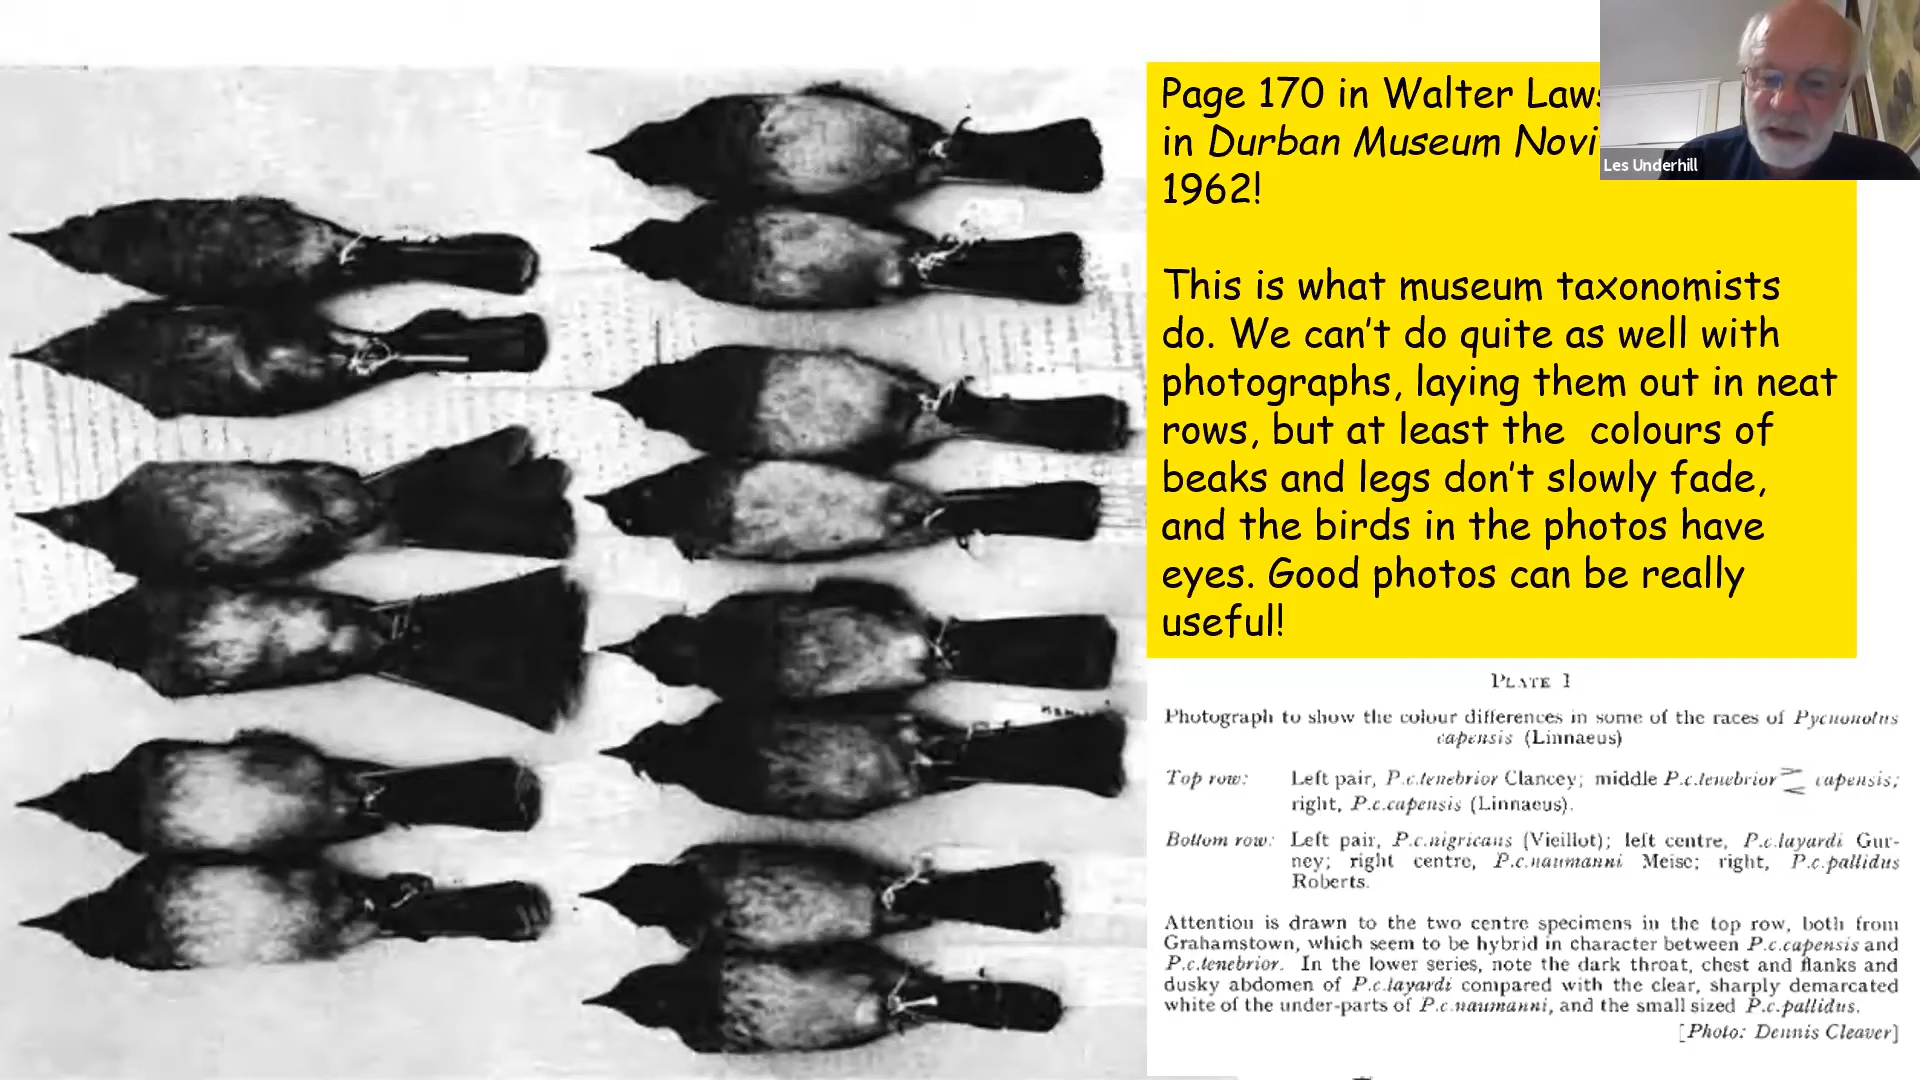 Page 170 in Walter Laws
in Durban Museum Novi
1962!
This is what museum taxonomists
do. We can't do quite as well with
photographs, laying them out in neat
rows, but at least the colours of
beaks and legs don't slowly fade,
and the birds in the photos have
eyes. Good photos can be really
useful!
Les Underhill
PLATE 1
Photograph to show the colour differences in some of the races of Pycnonotus
capensis (Linnaeus)
Top row: Left pair, P.c.tenebrior Clancey; middle P.c.tenebrior >< capensis;
right, P.c.capensis (Linnaeus).
Bottom row: Left pair, P.c.nigricans (Vieillot); left centre, P.c.layardi Gur-
ney; right centre, P.c.naumanni Meise; right, P.c.pallidus
Roberts.
Attention is drawn to the two centre specimens in the top row, both from
Grahamstown, which seem to be hybrid in character between P.c.capensis and
P.c.tenebrior. In the lower series, note the dark throat, chest and flanks and
dusky abdomen of P.c.layardi compared with the clear, sharply demarcated
white of the under-parts of P.c.naumanni, and the small sized P.c.pallidus.
[Photo: Dennis Cleaver]